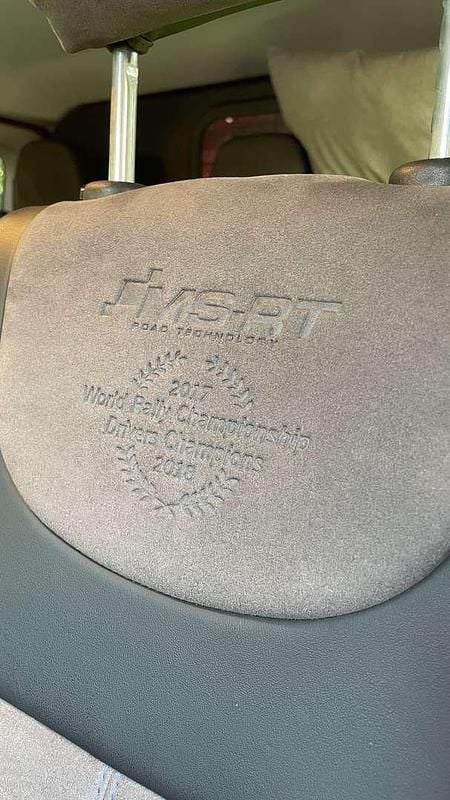 MS-RT
ROAD TECHNOLOGY
2017
World Rally Championship
Drivers Champions
2018